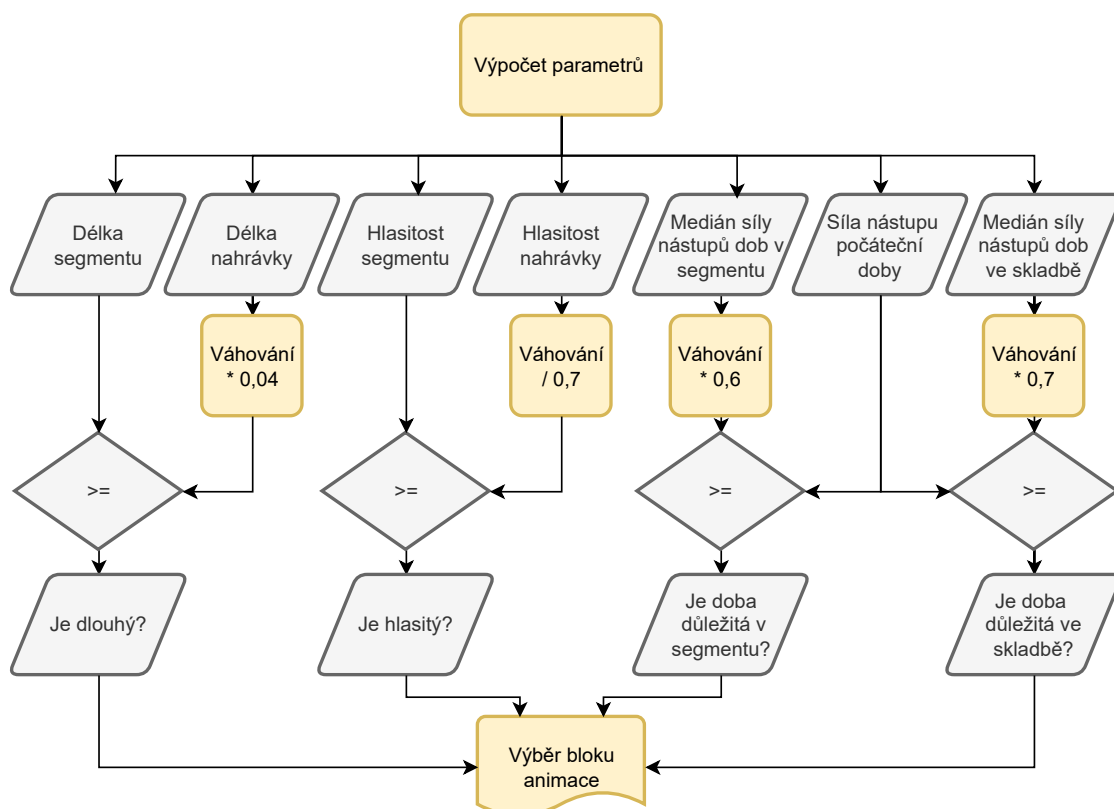 Výpočet parametrů
Délka
segmentu
Délka
nahrávky
Hlasitost
segmentu
Hlasitost
nahrávky
Medián síly
nástupů dob v
segmentu
Síla nástupu
počáteční
doby
Medián síly
nástupů dob
ve skladbě
Váhování
* 0,04
Váhování
/ 0,7
Váhování
* 0,6
Váhování
* 0,7
>=
>=
>=
>=
Je dlouhý?
Je hlasitý?
Je doba
důležitá v
segmentu?
Je doba
důležitá ve
skladbě?
Výběr bloku
animace